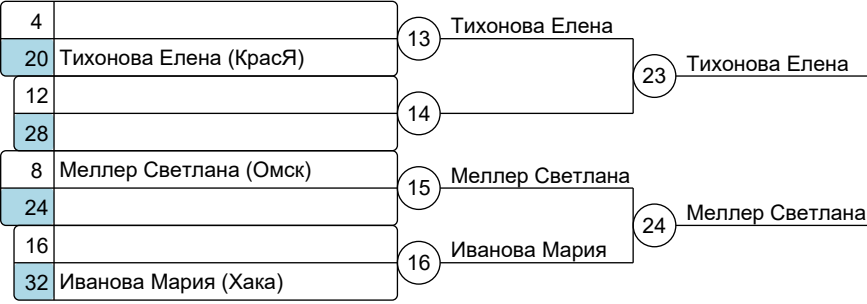 4
13
Тихонова Елена
20 Тихонова Елена (КрасЯ)
23
Тихонова Елена
12
14
28
8 Меллер Светлана (Омск)
15
Меллер Светлана
24
24
Меллер Светлана
16
16
Иванова Мария
32 Иванова Мария (Хака)